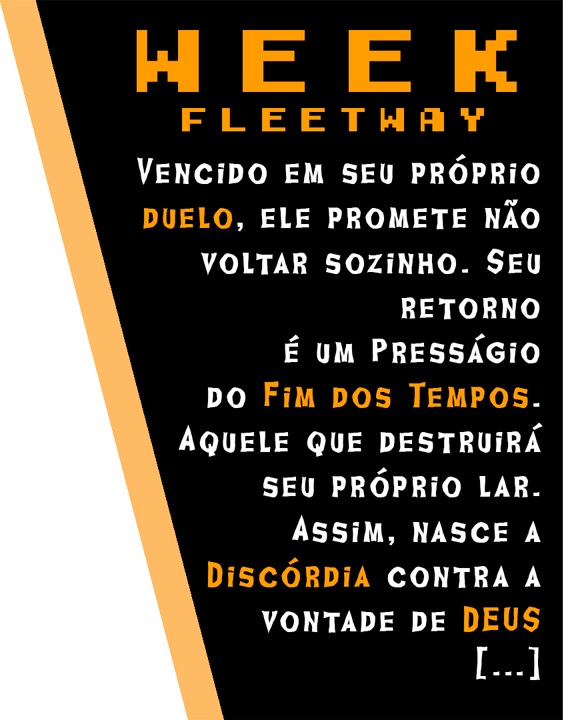 WEEK
FLEETWAY
Vencido em seu próprio
duelo, ele promete não
voltar sozinho. Seu
retorno
é um Presságio
do Fim dos Tempos.
Aquele que destruirá
seu próprio lar.
Assim, nasce a
Discórdia contra a
vontade de DEUS
[...]